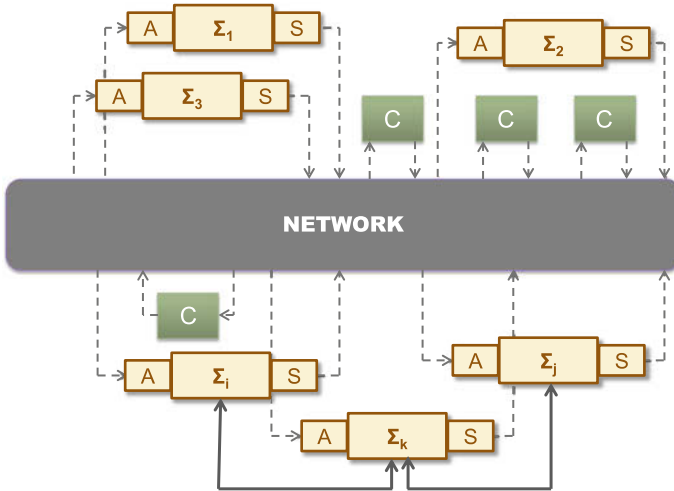 A Σ1 S
A Σ2 S
A Σ3 S
C C C
NETWORK
C
A Σi S
A Σj S
A Σk S